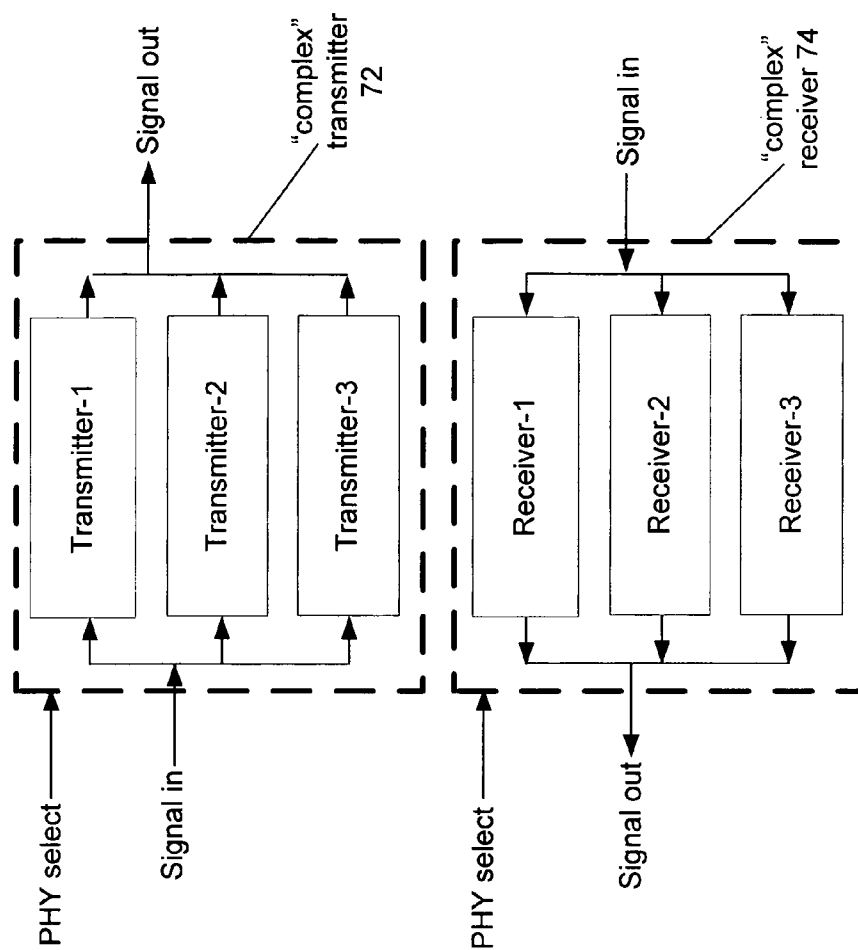 PHY select
Signal in
Transmitter-1
Transmitter-2
Transmitter-3
Signal out
“complex”
transmitter
72
PHY select
Signal out
Receiver-1
Receiver-2
Receiver-3
Signal in
“complex”
receiver 74